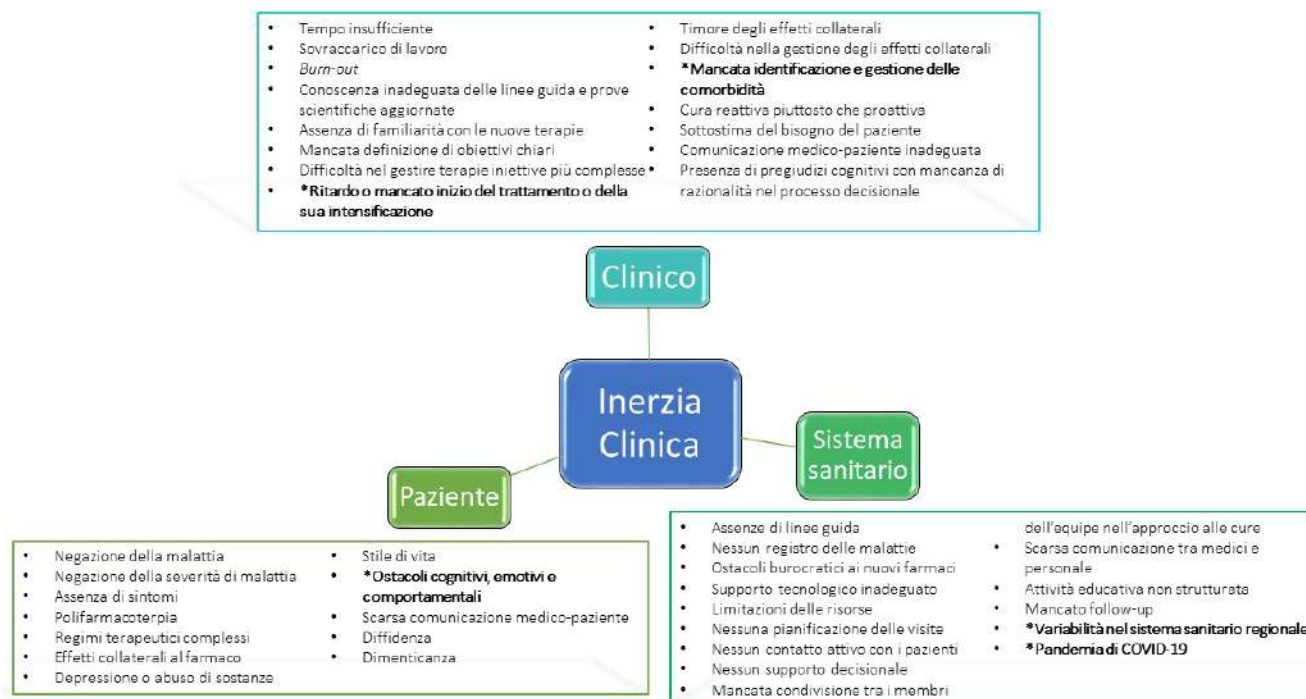 • Tempo insufficiente
• Sovraccarico di lavoro
• Burn-out
• Conoscenza inadeguata delle linee guida e prove
scientifiche aggiornate
• Assenza di familiarità con le nuove terapie
• Mancata definizione di obiettivi chiari
• Difficoltà nel gestire terapie iniettive più complesse
• *Ritardo o mancato inizio del trattamento o della
sua intensificazione
• Timore degli effetti collaterali
• Difficoltà nella gestione degli effetti collaterali
• *Mancata identificazione e gestione delle
comorbidità
• Cura reattiva piuttosto che proattiva
• Sottostima del bisogno del paziente
• Comunicazione medico-paziente inadeguata
• Presenza di pregiudizi cognitivi con mancanza di
razionalità nel processo decisionale
Clinico
Inerzia
Clinica
Sistema
sanitario
Paziente
• Negazione della malattia
• Negazione della severità di malattia
• Assenza di sintomi
• Polifarmacoterpia
• Regimi terapeutici complessi
• Effetti collaterali al farmaco
• Depressione o abuso di sostanze
• Stile di vita
• *Ostacoli cognitivi, emotivi e
comportamentali
• Scarsa comunicazione medico-paziente
• Diffidenza
• Dimenticanza
• Assenze di linee guida
• Nessun registro delle malattie
• Ostacoli burocratici ai nuovi farmaci
• Supporto tecnologico inadeguato
• Limitazioni delle risorse
• Nessuna pianificazione delle visite
• Nessun contatto attivo con i pazienti
• Nessun supporto decisionale
• Mancata condivisione tra i membri
dell'equipe nell'approccio alle cure
• Scarsa comunicazione tra medici e
personale
• Attività educativa non strutturata
• Mancato follow-up
• *Variabilità nel sistema sanitario regionale
• *Pandemia di COVID-19